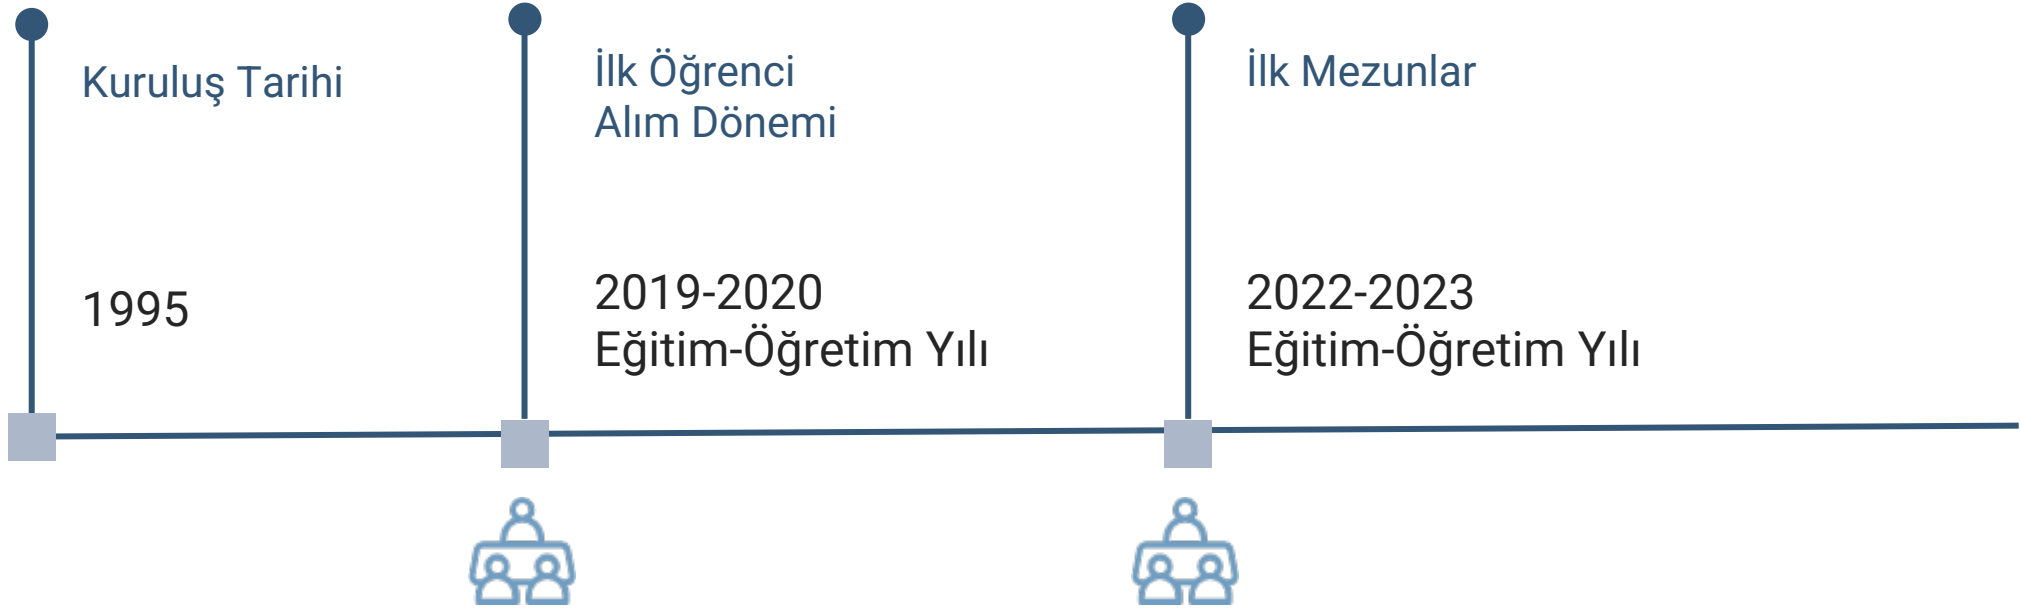 Kuruluş Tarihi
1995
İlk Öğrenci
Alım Dönemi
2019-2020
Eğitim-Öğretim Yılı
İlk Mezunlar
2022-2023
Eğitim-Öğretim Yılı